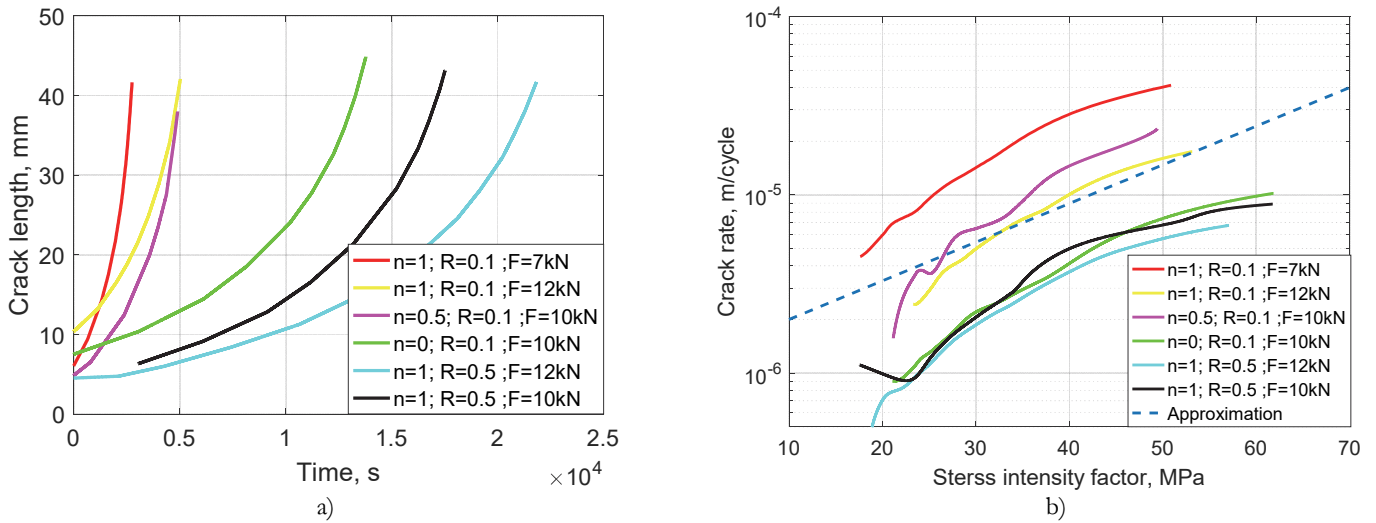 50
40
30
20
10
0
Crack length, mm
n=1; R=0.1 ;F=7kN
n=1; R=0.1 ;F=12kN
n=0.5; R=0.1 ;F=10kN
n=0; R=0.1 ;F=10kN
n=1; R=0.5 ;F=12kN
n=1; R=0.5 ;F=10kN
0 0.5 1 1.5 2 2.5
Time, s
×10^4
a)
10^-4
10^-5
10^-6
Crack rate, m/cycle
n=1; R=0.1 ;F=7kN
n=1; R=0.1 ;F=12kN
n=0.5; R=0.1 ;F=10kN
n=0; R=0.1 ;F=10kN
n=1; R=0.5 ;F=12kN
n=1; R=0.5 ;F=10kN
Approximation
10 20 30 40 50 60 70
Sterss intensity factor, MPa
b)